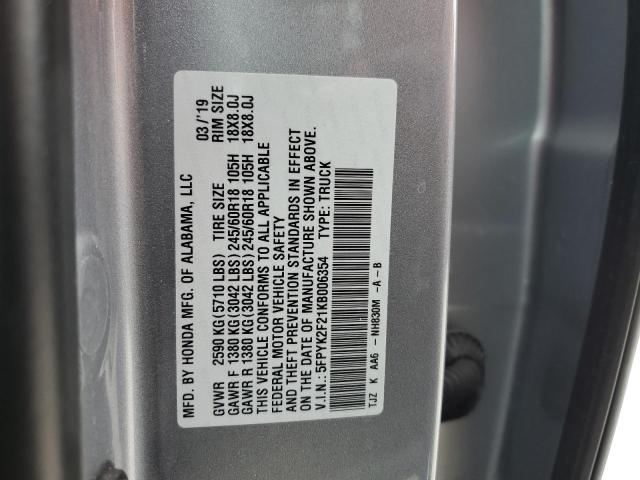 MFD. BY HONDA MFG. OF ALABAMA, LLC 03/'19
GVWR 2590 KG(5710 LBS) TIRE SIZE RIM SIZE
GAWR F 1380 KG(3042 LBS) 245/60R18 105H 18X8.0J
GAWR R 1380 KG(3042 LBS) 245/60R18 105H 18X8.0J
THIS VEHICLE CONFORMS TO ALL APPLICABLE
FEDERAL MOTOR VEHICLE SAFETY
AND THEFT PREVENTION STANDARDS IN EFFECT
ON THE DATE OF MANUFACTURE SHOWN ABOVE.
V.I.N.: 5FPYK2F21KB006354 TYPE: TRUCK
TJZ K AA6 -NH830M -A-B